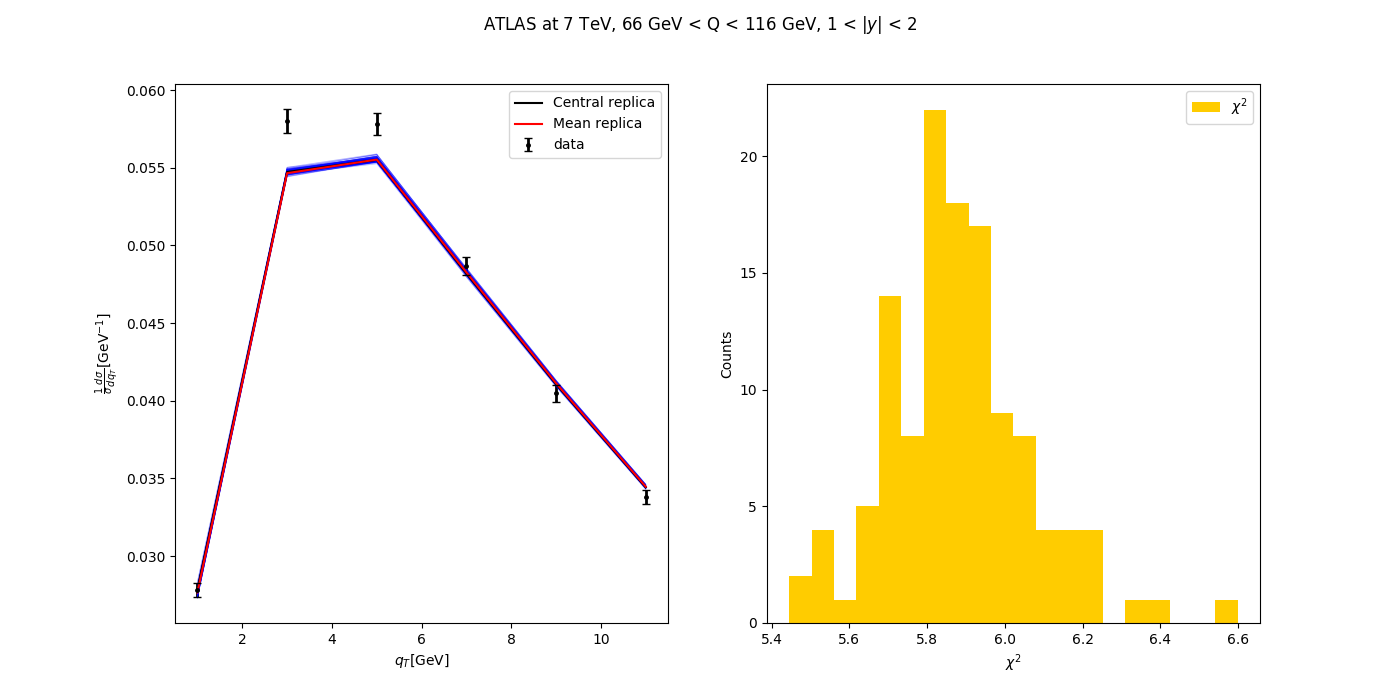 ATLAS at 7 TeV, 66 GeV < Q < 116 GeV, 1 < |y| < 2
0.060
0.055
0.050
0.045
0.040
0.035
0.030
1/σ dσ/dq_T [GeV⁻¹]
Central replica
Mean replica
data
2
4
6
8
10
q_T[GeV]
20
15
10
5
0
Counts
χ²
5.4
5.6
5.8
6.0
6.2
6.4
6.6
χ²